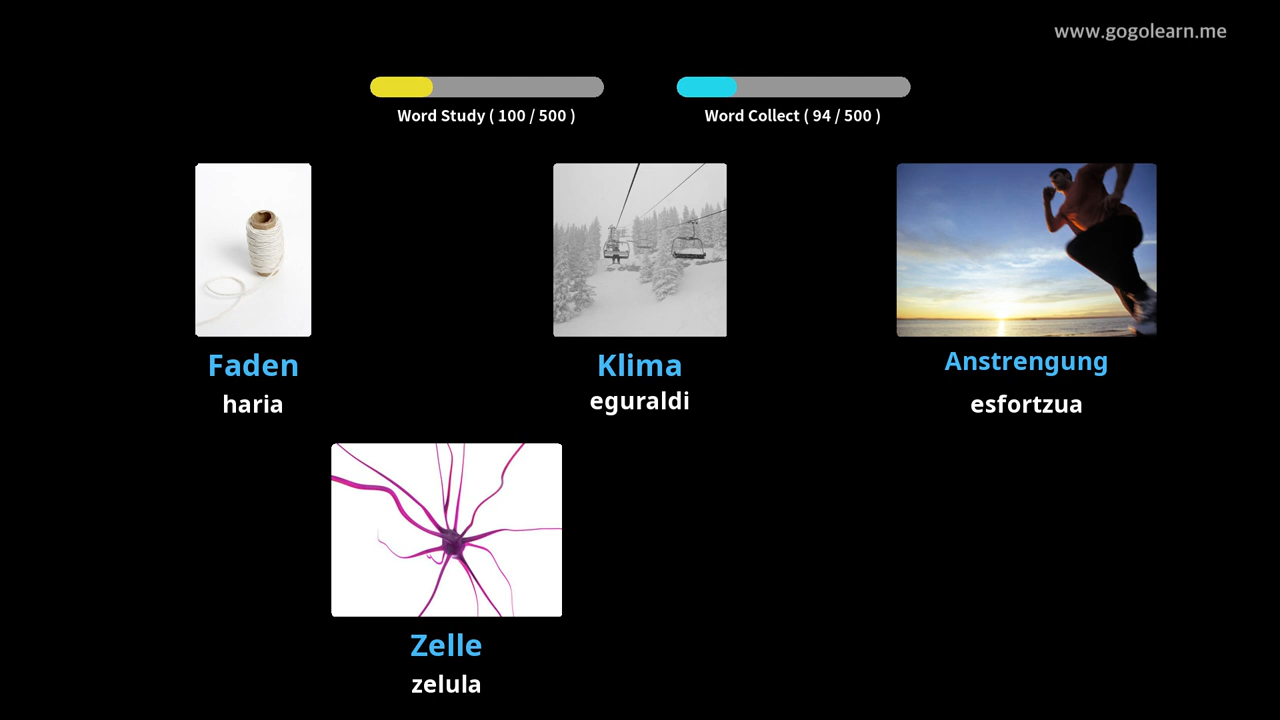 www.gogolearn.me
Word Study ( 100 / 500 )
Word Collect ( 94 / 500 )
Faden
haria
Klima
eguraldi
Anstrengung
esfortzua
Zelle
zelula